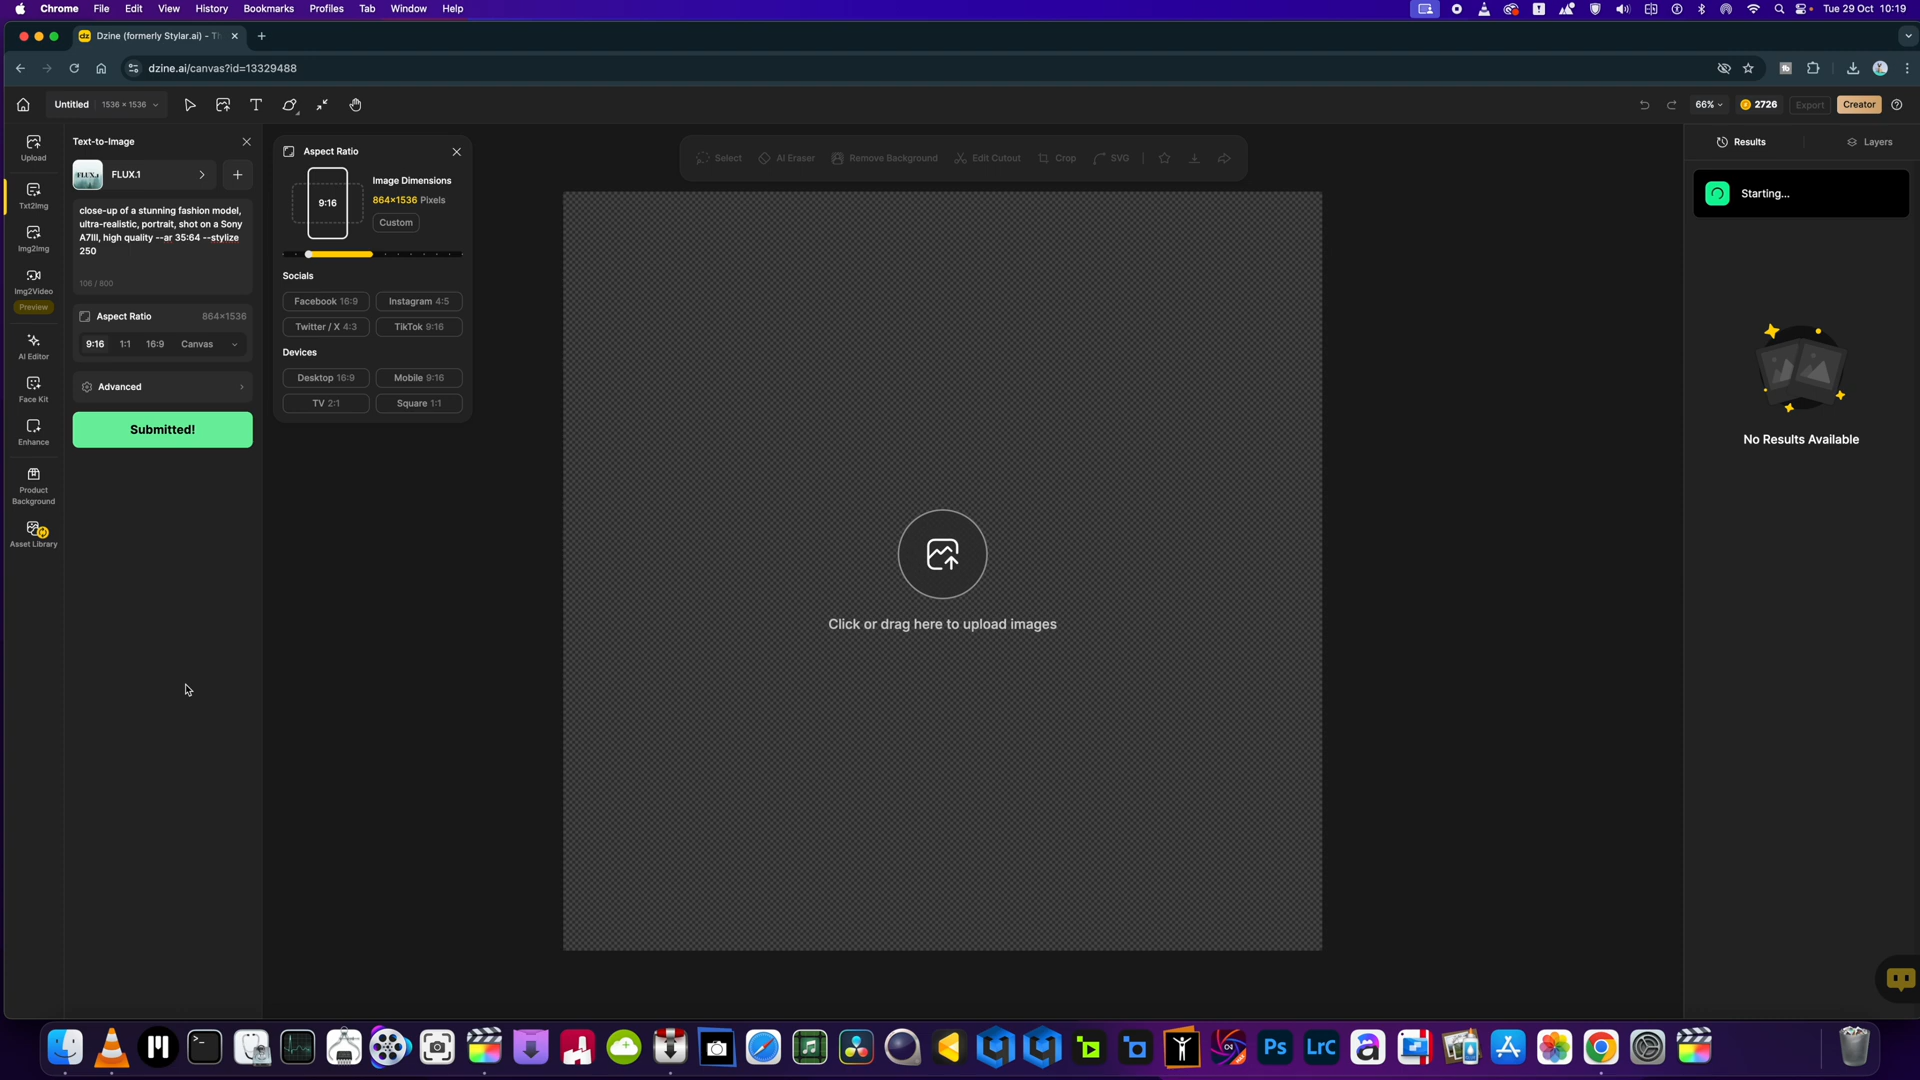 Chrome File Edit View History Bookmarks Profiles Tab Window Help
Tue 29 Oct 10:19
Dzine (formerly Stylar.ai) - Th
dzine.ai/canvas?id=13329488
Untitled 1536 × 1536
66% 2726 Export Creator
Upload
Txt2Img
Img2Img
Img2Video
Preview
AI Editor
Face Kit
Enhance
Product
Background
Asset Library
Text-to-Image
FLUX.1
FLUX.1
close-up of a stunning fashion model,
ultra-realistic, portrait, shot on a Sony
A7III, high quality --ar 35:64 --stylize
250
106 / 800
Aspect Ratio 864×1536
9:16 1:1 16:9 Canvas
Advanced
Submitted!
Aspect Ratio
9:16
Image Dimensions
864×1536 Pixels
Custom
Socials
Facebook 16:9 Instagram 4:5
Twitter / X 4:3 TikTok 9:16
Devices
Desktop 16:9 Mobile 9:16
TV 2:1 Square 1:1
Select AI Eraser Remove Background Edit Cutout Crop SVG
Click or drag here to upload images
Results Layers
Starting...
No Results Available
Ps LrC